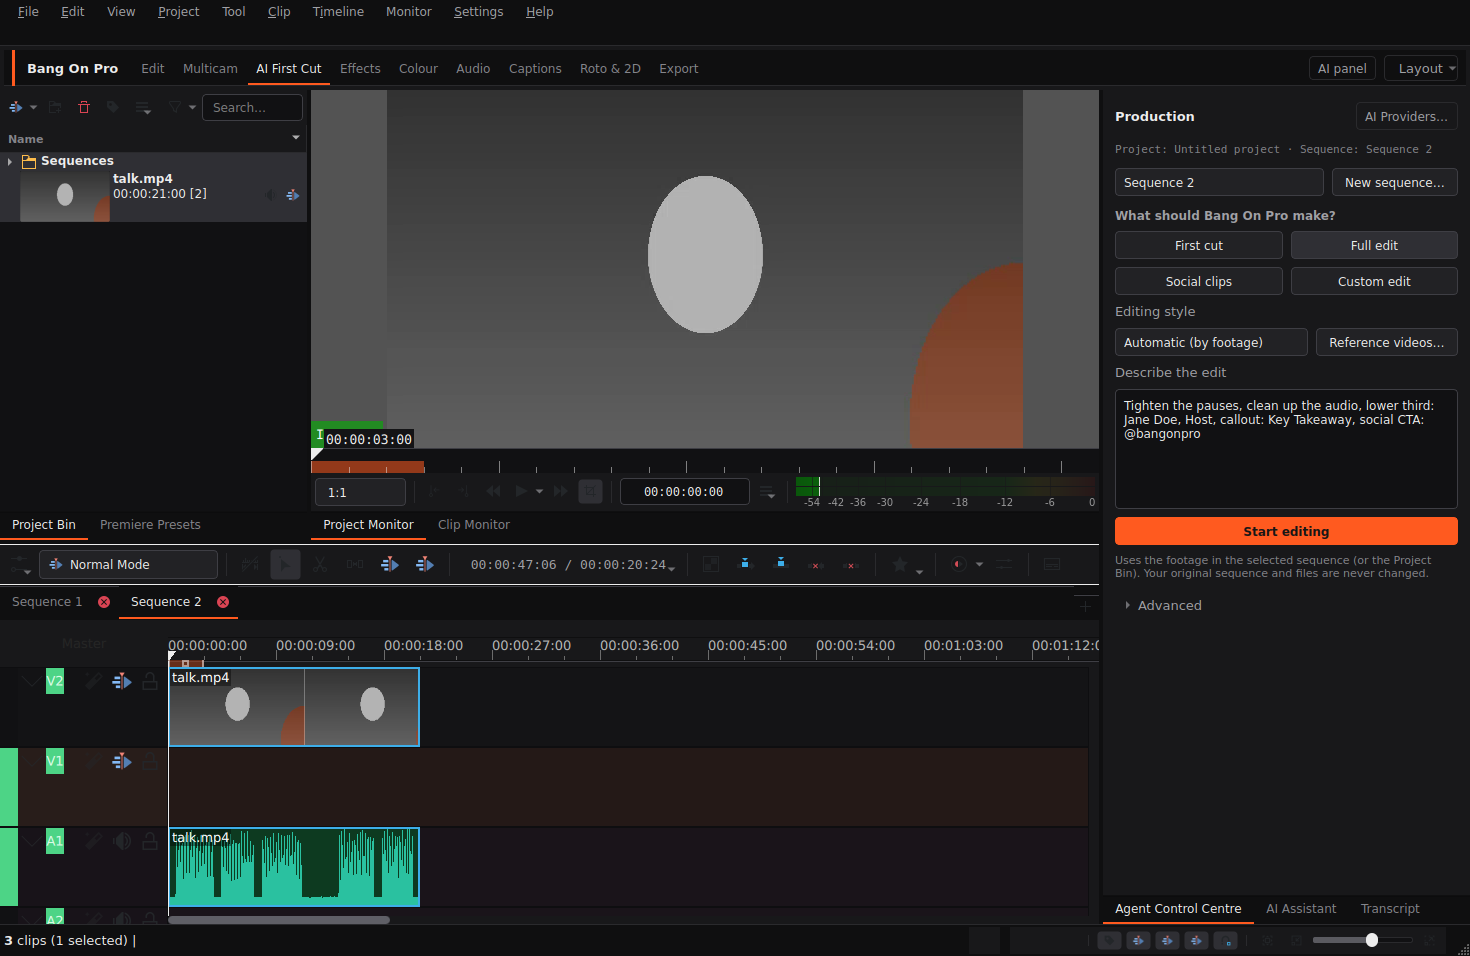 File Edit View Project Tool Clip Timeline Monitor Settings Help
Bang On Pro Edit Multicam AI First Cut Effects Colour Audio Captions Roto & 2D Export AI panel Layout
Search...
Name
Sequences
talk.mp4
00:00:21:00 [2]
00:00:03:00
1:1
00:00:00:00
-54 -42 -36 -30 -24 -18 -12 -6 0
Project Bin Premiere Presets
Project Monitor Clip Monitor
Normal Mode
00:00:47:06 / 00:00:20:24
Sequence 1 Sequence 2
Master
00:00:00:00 00:00:09:00 00:00:18:00 00:00:27:00 00:00:36:00 00:00:45:00 00:00:54:00 00:01:03:00 00:01:12:0
V2
talk.mp4
V1
A1
talk.mp4
A2
3 clips (1 selected) |
Production
AI Providers...
Project: Untitled project · Sequence: Sequence 2
Sequence 2
New sequence...
What should Bang On Pro make?
First cut
Full edit
Social clips
Custom edit
Editing style
Automatic (by footage)
Reference videos...
Describe the edit
Tighten the pauses, clean up the audio, lower third:
Jane Doe, Host, callout: Key Takeaway, social CTA:
@bangonpro
Start editing
Uses the footage in the selected sequence (or the Project
Bin). Your original sequence and files are never changed.
Advanced
Agent Control Centre AI Assistant Transcript